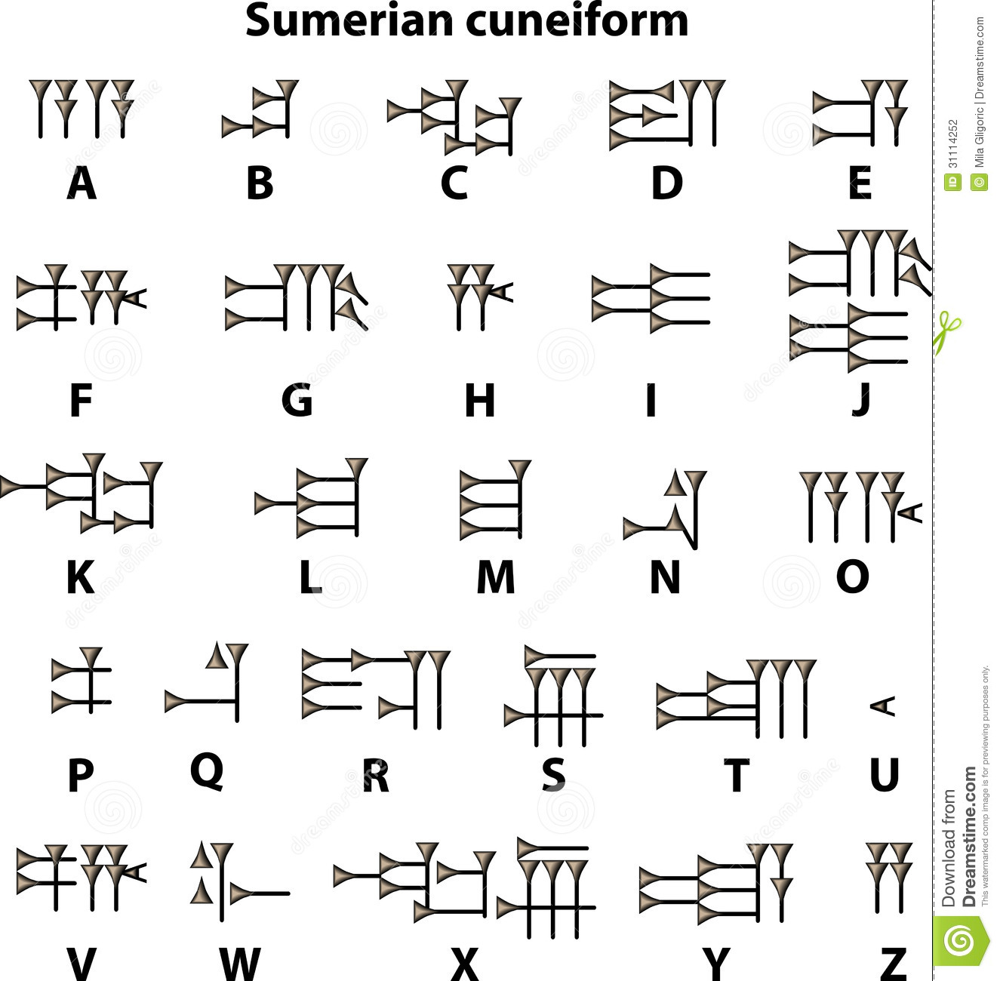 Sumerian cuneiform
A B C D E
F G H I J
K L M N O
P Q R S T U
V W X Y Z
ID 31114252
© Mila Gligoric | Dreamstime.com
Download from
Dreamstime.com
This watermarked comp image is for previewing purposes only.
dreamstime